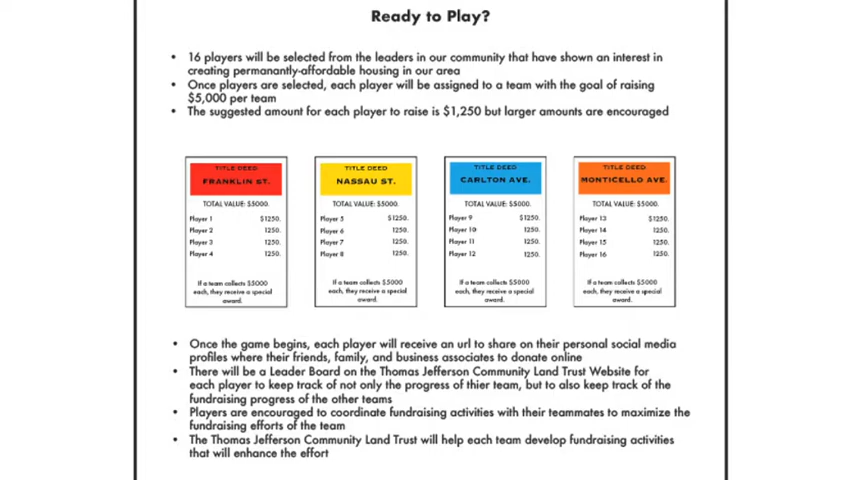 Ready to Play?
• 16 players will be selected from the leaders in our community that have shown an interest in
creating permanantly-affordable housing in our area
• Once players are selected, each player will be assigned to a team with the goal of raising
$5,000 per team
• The suggested amount for each player to raise is $1,250 but larger amounts are encouraged
TITLE DEED
FRANKLIN ST.
TOTAL VALUE: $5000.
Player 1 $1250.
Player 2 1250.
Player 3 1250.
Player 4 1250.
If a team collects $5000
each, they receive a special
award.
TITLE DEED
NASSAU ST.
TOTAL VALUE: $5000.
Player 5 $1250.
Player 6 1250.
Player 7 1250.
Player 8 1250.
If a team collects $5000
each, they receive a special
award.
TITLE DEED
CARLTON AVE.
TOTAL VALUE: $5000.
Player 9 $1250.
Player 10 1250.
Player 11 1250.
Player 12 1250.
If a team collects $5000
each, they receive a special
award.
TITLE DEED
MONTICELLO AVE.
TOTAL VALUE: $5000.
Player 13 $1250.
Player 14 1250.
Player 15 1250.
Player 16 1250.
If a team collects $5000
each, they receive a special
award.
• Once the game begins, each player will receive an url to share on their personal social media
profiles where their friends, family, and business associates to donate online
• There will be a Leader Board on the Thomas Jefferson Community Land Trust Website for
each player to keep track of not only the progress of thier team, but to also keep track of the
fundraising progress of the other teams
• Players are encouraged to coordinate fundraising activities with their teammates to maximize the
fundraising efforts of the team
• The Thomas Jefferson Community Land Trust will help each team develop fundraising activities
that will enhance the effort